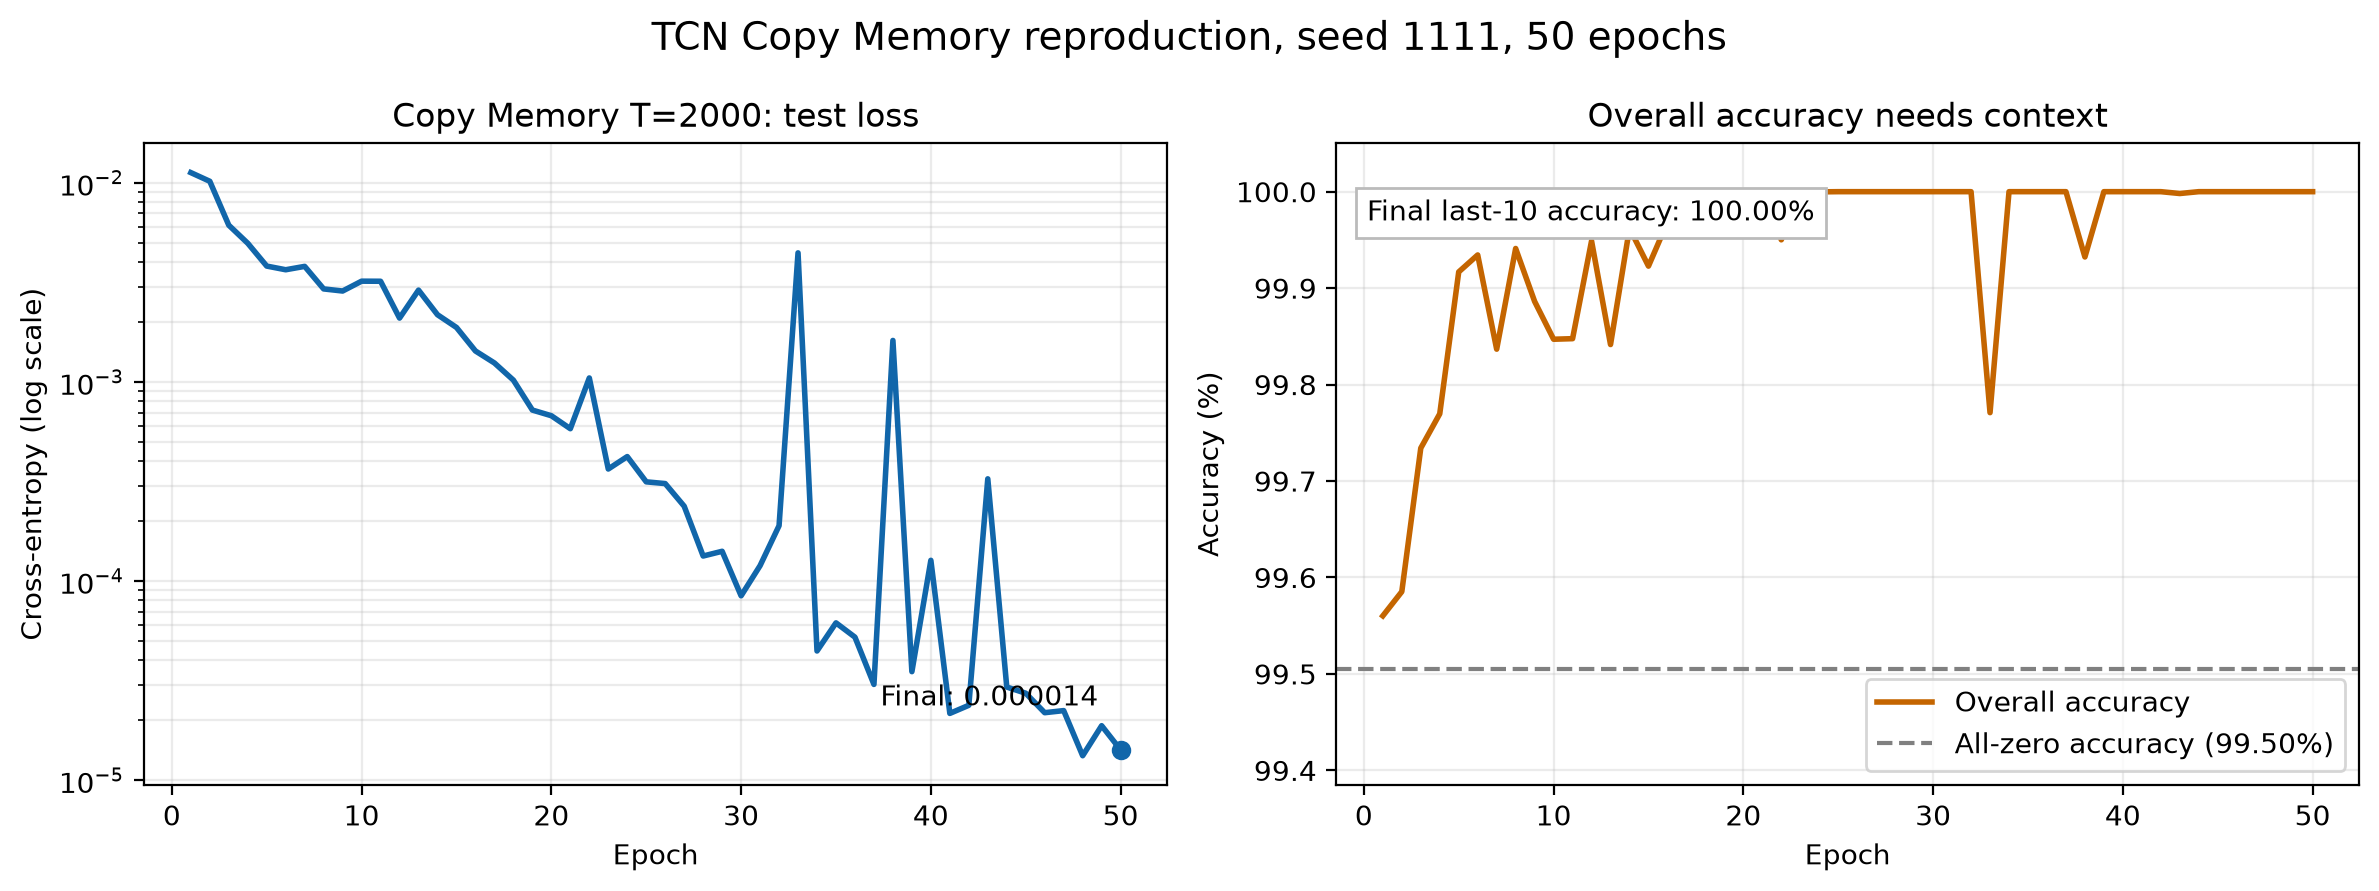 TCN Copy Memory reproduction, seed 1111, 50 epochs
Copy Memory T=2000: test loss
Cross-entropy (log scale)
10⁻²
10⁻³
10⁻⁴
10⁻⁵
Final: 0.000014
0 10 20 30 40 50
Epoch
Overall accuracy needs context
Accuracy (%)
100.0
99.9
99.8
99.7
99.6
99.5
99.4
Final last-10 accuracy: 100.00%
Overall accuracy
All-zero accuracy (99.50%)
0 10 20 30 40 50
Epoch